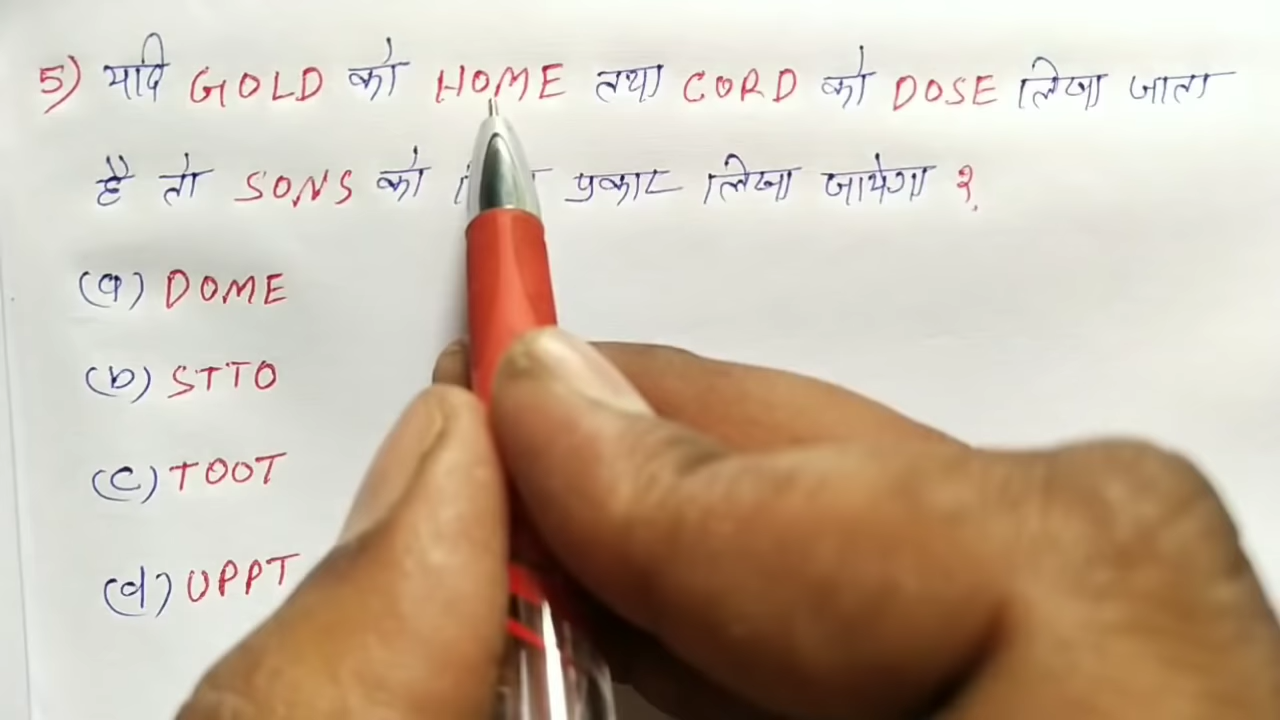 5) यदि GOLD को HOME तथा CORD को DOSE लिखा जाता
है तो SONS को प्रकार लिखा जायेगा ?
(a) DOME
(b) STTO
(c) TOOT
(d) UPPT